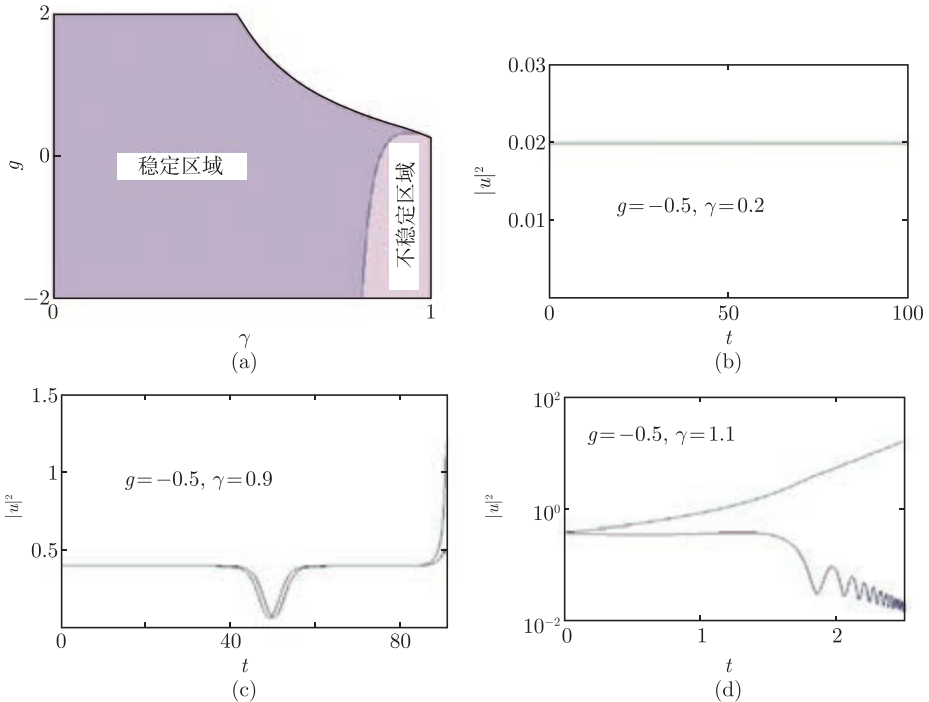 2
0
−2
g
稳定区域
不稳定区域
0
1
γ
(a)
0.03
0.02
0.01
|u|²
g=−0.5, γ=0.2
0
50
100
t
(b)
1.5
1
0.5
|u|²
g=−0.5, γ=0.9
0
40
80
t
(c)
10²
10⁰
10⁻²
|u|²
g=−0.5, γ=1.1
0
1
2
t
(d)